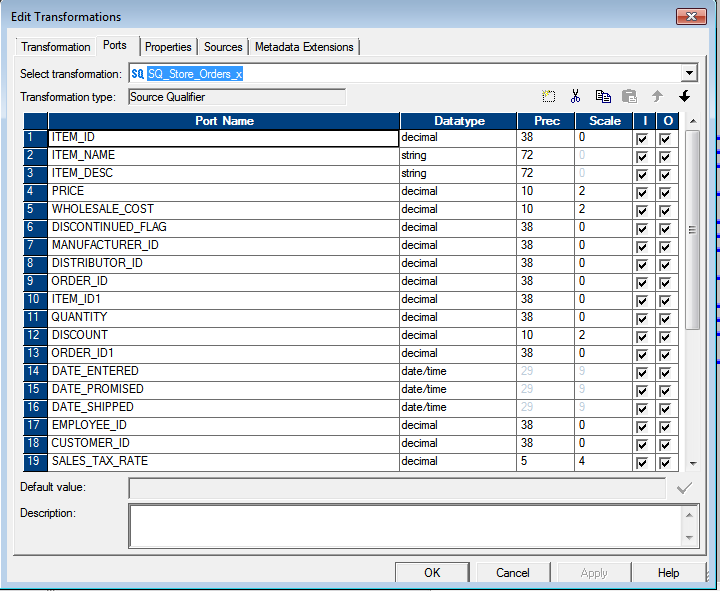 Edit Transformations
Transformation Ports Properties Sources Metadata Extensions
Select transformation: SQ SQ_Store_Orders_x
Transformation type: Source Qualifier
Port Name Datatype Prec Scale I O
1 ITEM_ID decimal 38 0
2 ITEM_NAME string 72 0
3 ITEM_DESC string 72 0
4 PRICE decimal 10 2
5 WHOLESALE_COST decimal 10 2
6 DISCONTINUED_FLAG decimal 38 0
7 MANUFACTURER_ID decimal 38 0
8 DISTRIBUTOR_ID decimal 38 0
9 ORDER_ID decimal 38 0
10 ITEM_ID1 decimal 38 0
11 QUANTITY decimal 38 0
12 DISCOUNT decimal 10 2
13 ORDER_ID1 decimal 38 0
14 DATE_ENTERED date/time 29 9
15 DATE_PROMISED date/time 29 9
16 DATE_SHIPPED date/time 29 9
17 EMPLOYEE_ID decimal 38 0
18 CUSTOMER_ID decimal 38 0
19 SALES_TAX_RATE decimal 5 4
Default value:
Description:
OK Cancel Apply Help